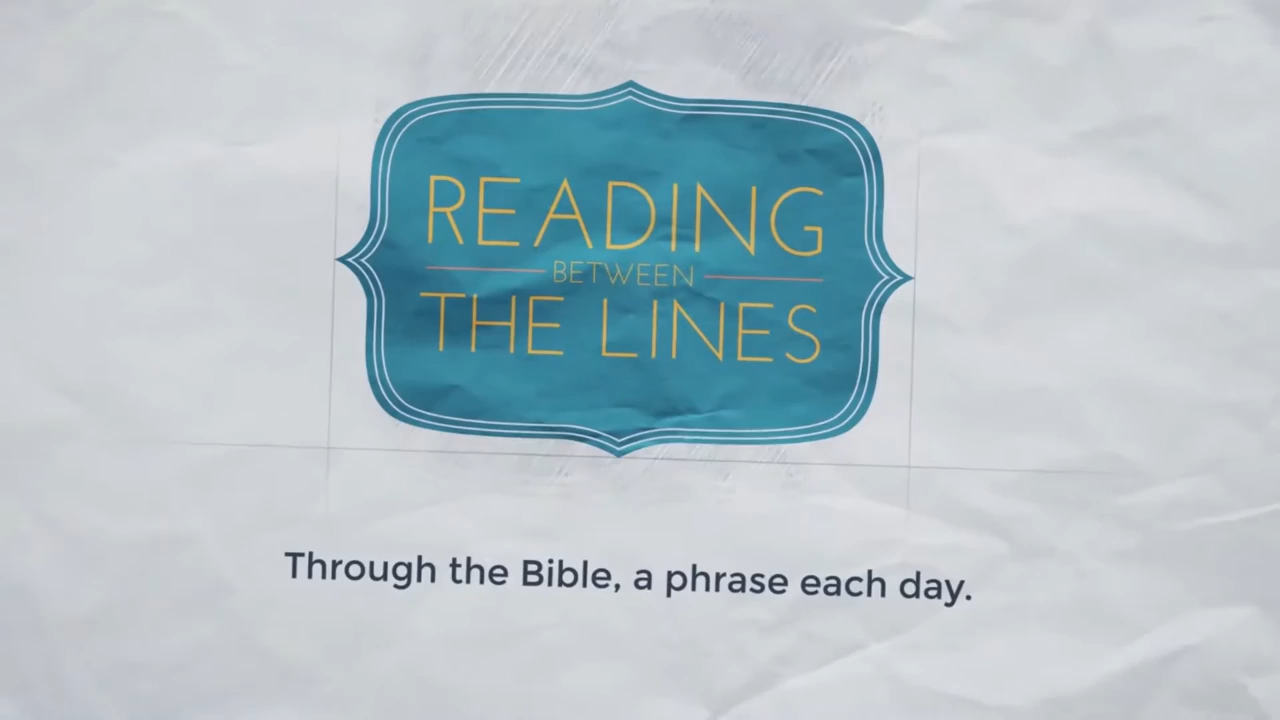 READING
BETWEEN
THE LINES
Through the Bible, a phrase each day.